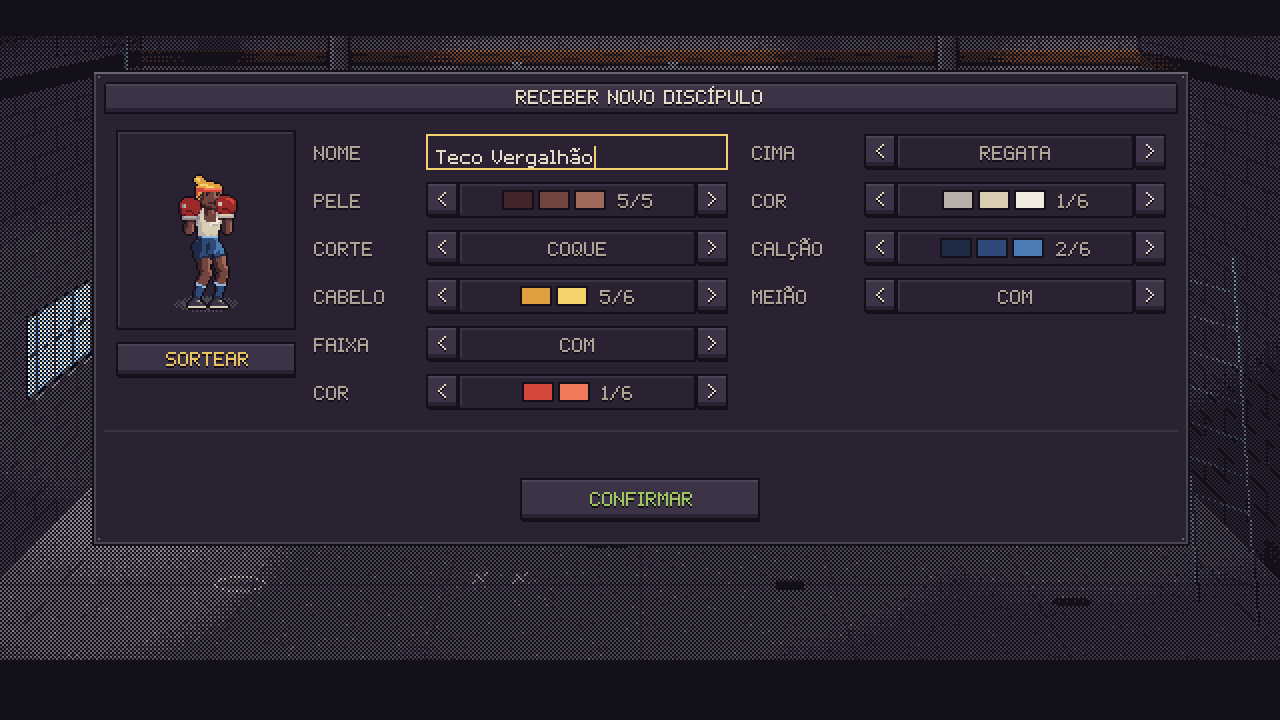 RECEBER NOVO DISCÍPULO
NOME
Teco Vergalhão
PELE
< 5/5 >
CORTE
< COQUE >
CABELO
< 5/6 >
FAIXA
< COM >
COR
< 1/6 >
CIMA
< REGATA >
COR
< 1/6 >
CALÇÃO
< 2/6 >
MEIÃO
< COM >
SORTEAR
CONFIRMAR